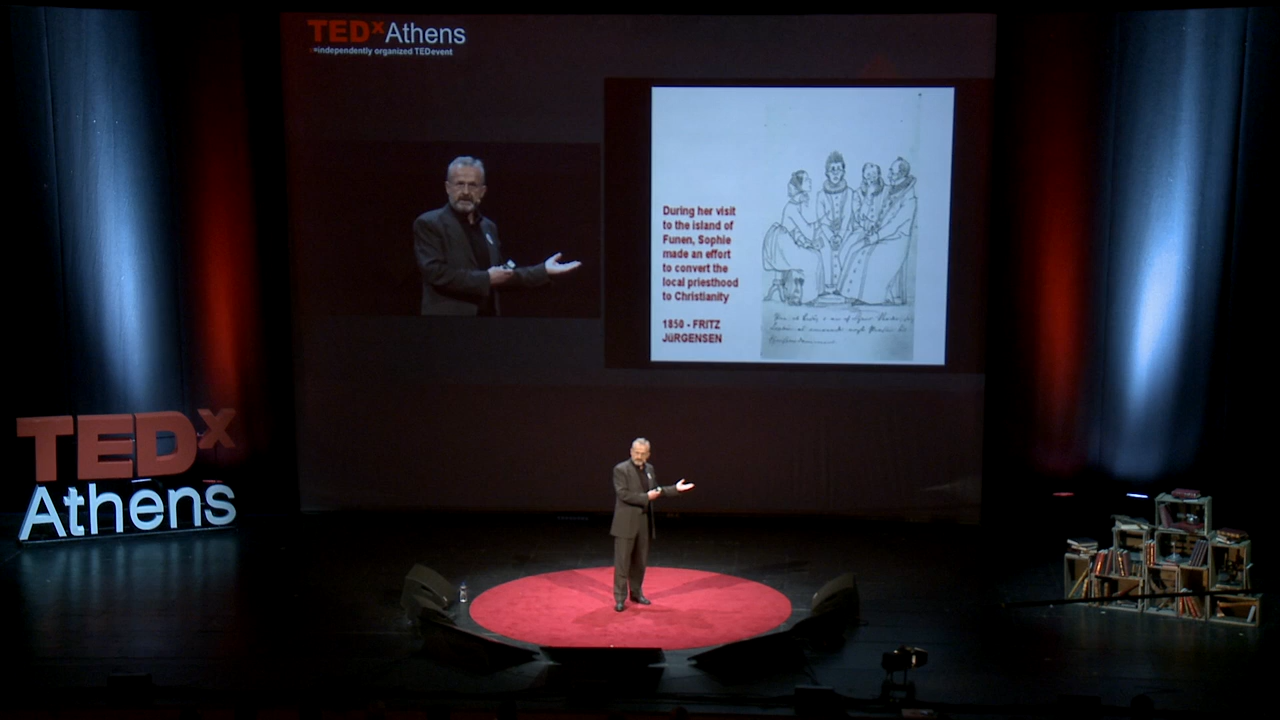 TEDxAthens
x=independently organized TEDevent
During her visit
to the island of
Funen, Sophie
made an effort
to convert the
local priesthood
to Christianity
1850 - FRITZ
JüRGENSEN
TEDx
Athens